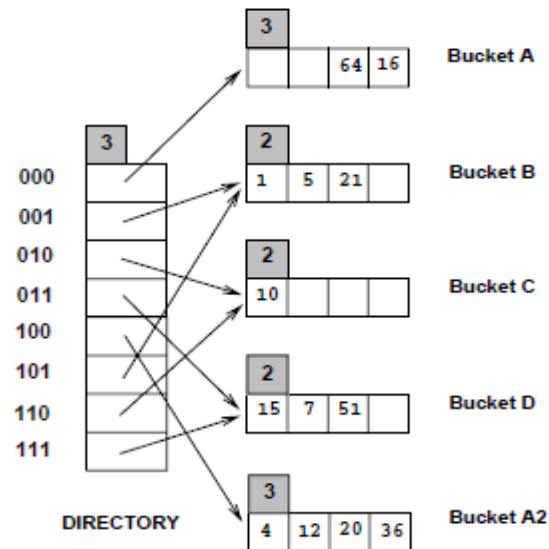 3
64 16
Bucket A
3
000
001
010
011
100
101
110
111
DIRECTORY
2
1 5 21
Bucket B
2
10
Bucket C
2
15 7 51
Bucket D
3
4 12 20 36
Bucket A2